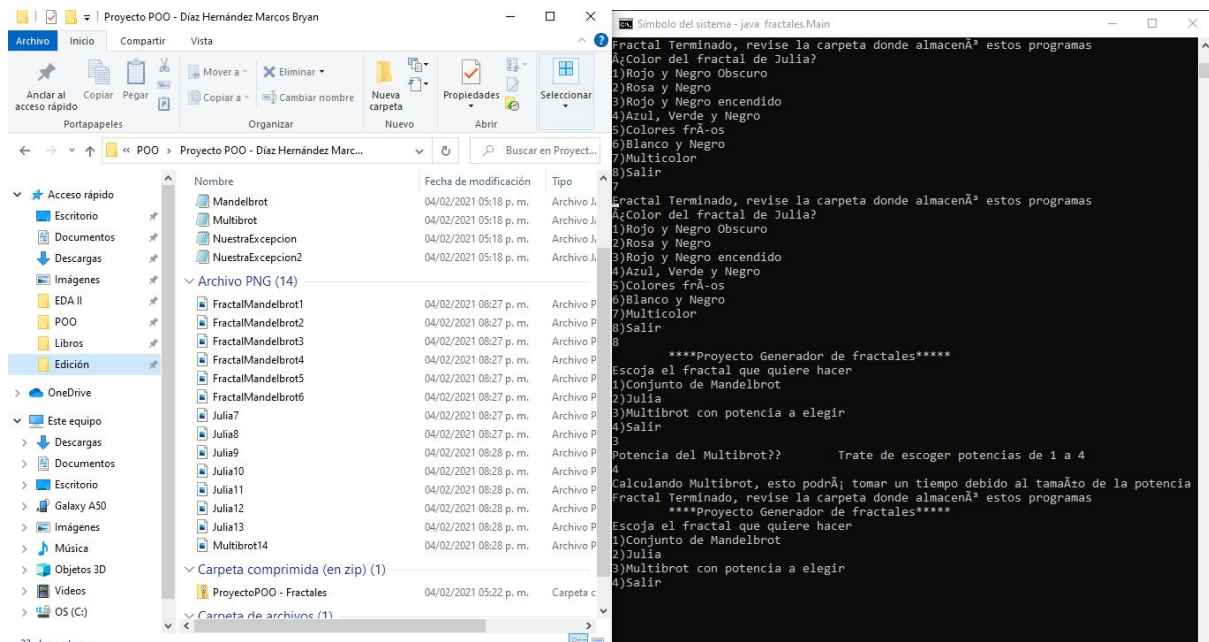 Proyecto POO - Díaz Hernández Marcos Bryan
Archivo Inicio Compartir Vista
Anclar al acceso rápido
Copiar
Pegar
Portapapeles
Mover a
Copiar a
Eliminar
Cambiar nombre
Organizar
Nueva carpeta
Nuevo
Propiedades
Abrir
Seleccionar
« POO > Proyecto POO - Díaz Hernández Marc...
Buscar en Proyect...
Acceso rápido
Escritorio
Documentos
Descargas
Imágenes
EDA II
POO
Libros
Edición
OneDrive
Este equipo
Descargas
Documentos
Escritorio
Galaxy A50
Imágenes
Música
Objetos 3D
Videos
OS (C:)
Nombre Fecha de modificación Tipo
Mandelbrot 04/02/2021 05:18 p. m. Archivo J
Multibrot 04/02/2021 05:18 p. m. Archivo J
NuestraExcepcion 04/02/2021 05:18 p. m. Archivo J
NuestraExcepcion2 04/02/2021 05:18 p. m. Archivo J
Archivo PNG (14)
FractalMandelbrot1 04/02/2021 08:27 p. m. Archivo P
FractalMandelbrot2 04/02/2021 08:27 p. m. Archivo P
FractalMandelbrot3 04/02/2021 08:27 p. m. Archivo P
FractalMandelbrot4 04/02/2021 08:27 p. m. Archivo P
FractalMandelbrot5 04/02/2021 08:27 p. m. Archivo P
FractalMandelbrot6 04/02/2021 08:27 p. m. Archivo P
Julia7 04/02/2021 08:27 p. m. Archivo P
Julia8 04/02/2021 08:27 p. m. Archivo P
Julia9 04/02/2021 08:28 p. m. Archivo P
Julia10 04/02/2021 08:28 p. m. Archivo P
Julia11 04/02/2021 08:28 p. m. Archivo P
Julia12 04/02/2021 08:28 p. m. Archivo P
Julia13 04/02/2021 08:28 p. m. Archivo P
Multibrot14 04/02/2021 08:28 p. m. Archivo P
Carpeta comprimida (en zip) (1)
ProyectoPOO - Fractales 04/02/2021 05:22 p. m. Carpeta c
Carpeta de archivos (1)
Símbolo del sistema - java fractales.Main
Fractal Terminado, revise la carpeta donde almacenÃ³ estos programas
Â¿Color del fractal de Julia?
1)Rojo y Negro Obscuro
2)Rosa y Negro
3)Rojo y Negro encendido
4)Azul, Verde y Negro
5)Colores frÃ-os
6)Blanco y Negro
7)Multicolor
8)Salir
7
Fractal Terminado, revise la carpeta donde almacenÃ³ estos programas
Â¿Color del fractal de Julia?
1)Rojo y Negro Obscuro
2)Rosa y Negro
3)Rojo y Negro encendido
4)Azul, Verde y Negro
5)Colores frÃ-os
6)Blanco y Negro
7)Multicolor
8)Salir
8
****Proyecto Generador de fractales*****
Escoja el fractal que quiere hacer
1)Conjunto de Mandelbrot
2)Julia
3)Multibrot con potencia a elegir
4)Salir
3
Potencia del Multibrot?? Trate de escoger potencias de 1 a 4
4
Calculando Multibrot, esto podrÃ¡ tomar un tiempo debido al tamaÃ±o de la potencia
Fractal Terminado, revise la carpeta donde almacenÃ³ estos programas
****Proyecto Generador de fractales*****
Escoja el fractal que quiere hacer
1)Conjunto de Mandelbrot
2)Julia
3)Multibrot con potencia a elegir
4)Salir